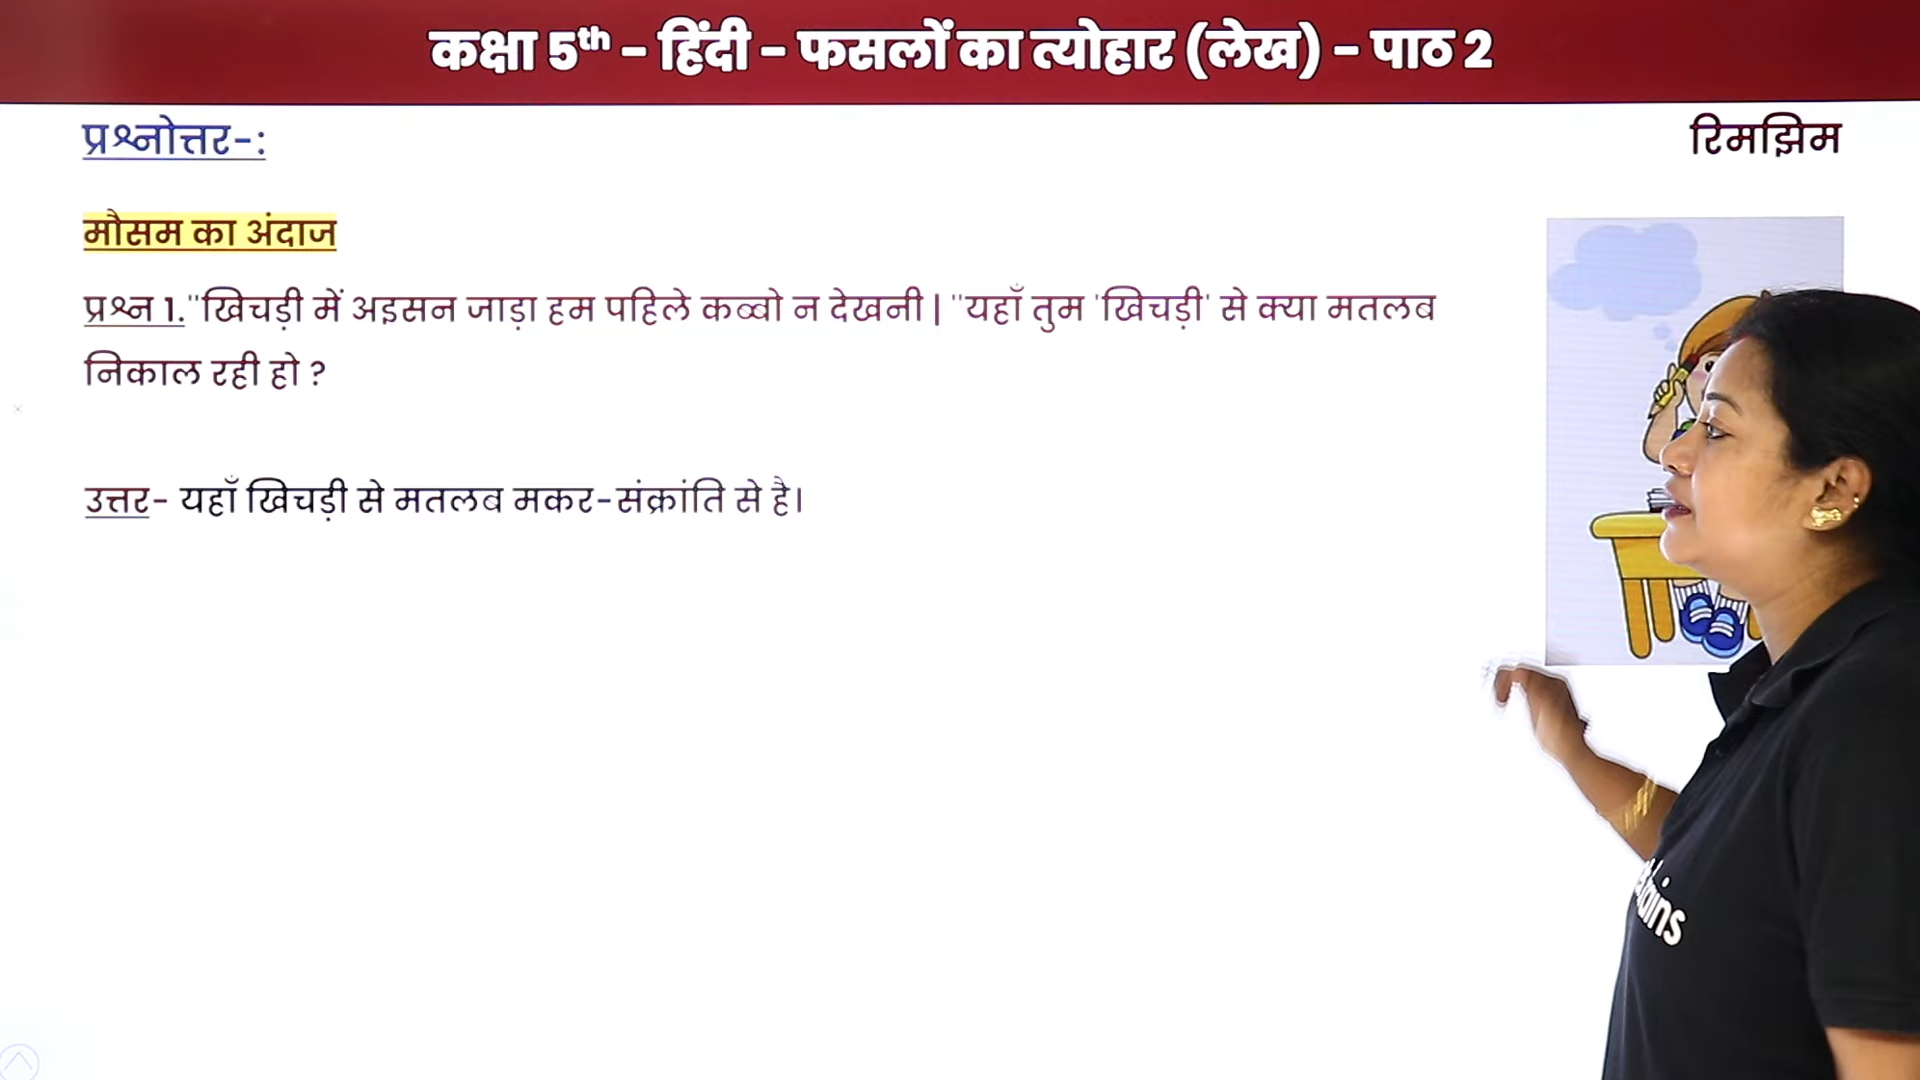 कक्षा 5th - हिंदी - फसलों का त्योहार (लेख) - पाठ 2
प्रश्नोत्तर-:
रिमझिम
मौसम का अंदाज
प्रश्न 1."खिचड़ी में अइसन जाड़ा हम पहिले कब्बो न देखनी | "यहाँ तुम 'खिचड़ी' से क्या मतलब
निकाल रही हो ?
उत्तर- यहाँ खिचड़ी से मतलब मकर-संक्रांति से है।